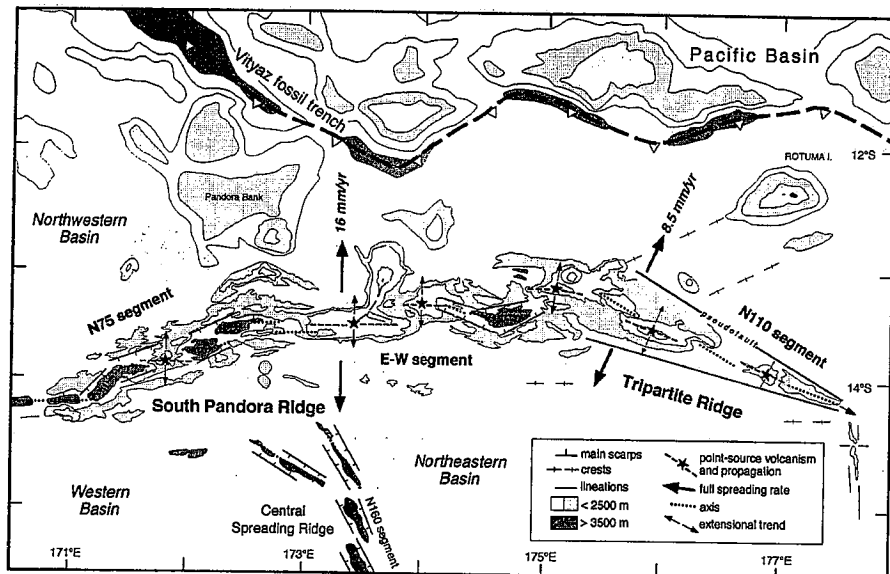 Pacific Basin
Vityaz fossil trench
12°S
ROTUMA I.
Pandora Bank
16 mm/yr
8.5 mm/yr
Northwestern
Basin
N75 segment
pseudofault
N110 segment
E-W segment
14°S
South Pandora Ridge
Tripartite Ridge
Northeastern
Basin
Western
Basin
Central
Spreading Ridge
N160 segment
main scarps
crests
lineations
< 2500 m
> 3500 m
point-source volcanism
and propagation
full spreading rate
axis
extensional trend
171°E
173°E
175°E
177°E